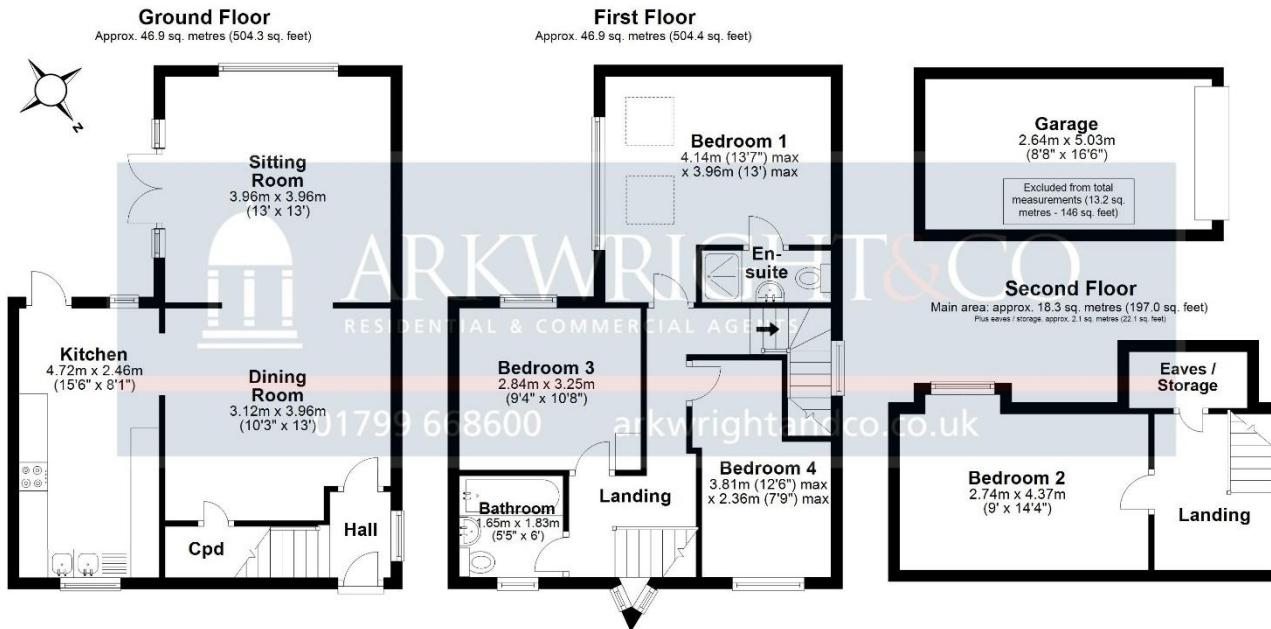 Ground Floor
Approx. 46.9 sq. metres (504.3 sq. feet)
First Floor
Approx. 46.9 sq. metres (504.4 sq. feet)
Z
Sitting
Room
3.96m x 3.96m
(13' x 13')
Kitchen
4.72m x 2.46m
(15'6" x 8'1")
Dining
Room
3.12m x 3.96m
(10'3" x 13')
Cpd
Hall
Bedroom 1
4.14m (13'7") max
x 3.96m (13') max
En-
suite
Bedroom 3
2.84m x 3.25m
(9'4" x 10'8")
Bedroom 4
3.81m (12'6") max
x 2.36m (7'9") max
Bathroom
1.65m x 1.83m
(5'5" x 6')
Landing
Garage
2.64m x 5.03m
(8'8" x 16'6")
Excluded from total
measurements (13.2 sq.
metres - 146 sq. feet)
Second Floor
Main area: approx. 18.3 sq. metres (197.0 sq. feet)
Plus eaves / storage, approx. 2.1 sq. metres (22.1 sq. feet)
Eaves /
Storage
Bedroom 2
2.74m x 4.37m
(9' x 14'4")
Landing
ARKWRIGHT&CO
RESIDENTIAL & COMMERCIAL AGENTS
01799 668600 arkwrightandco.co.uk